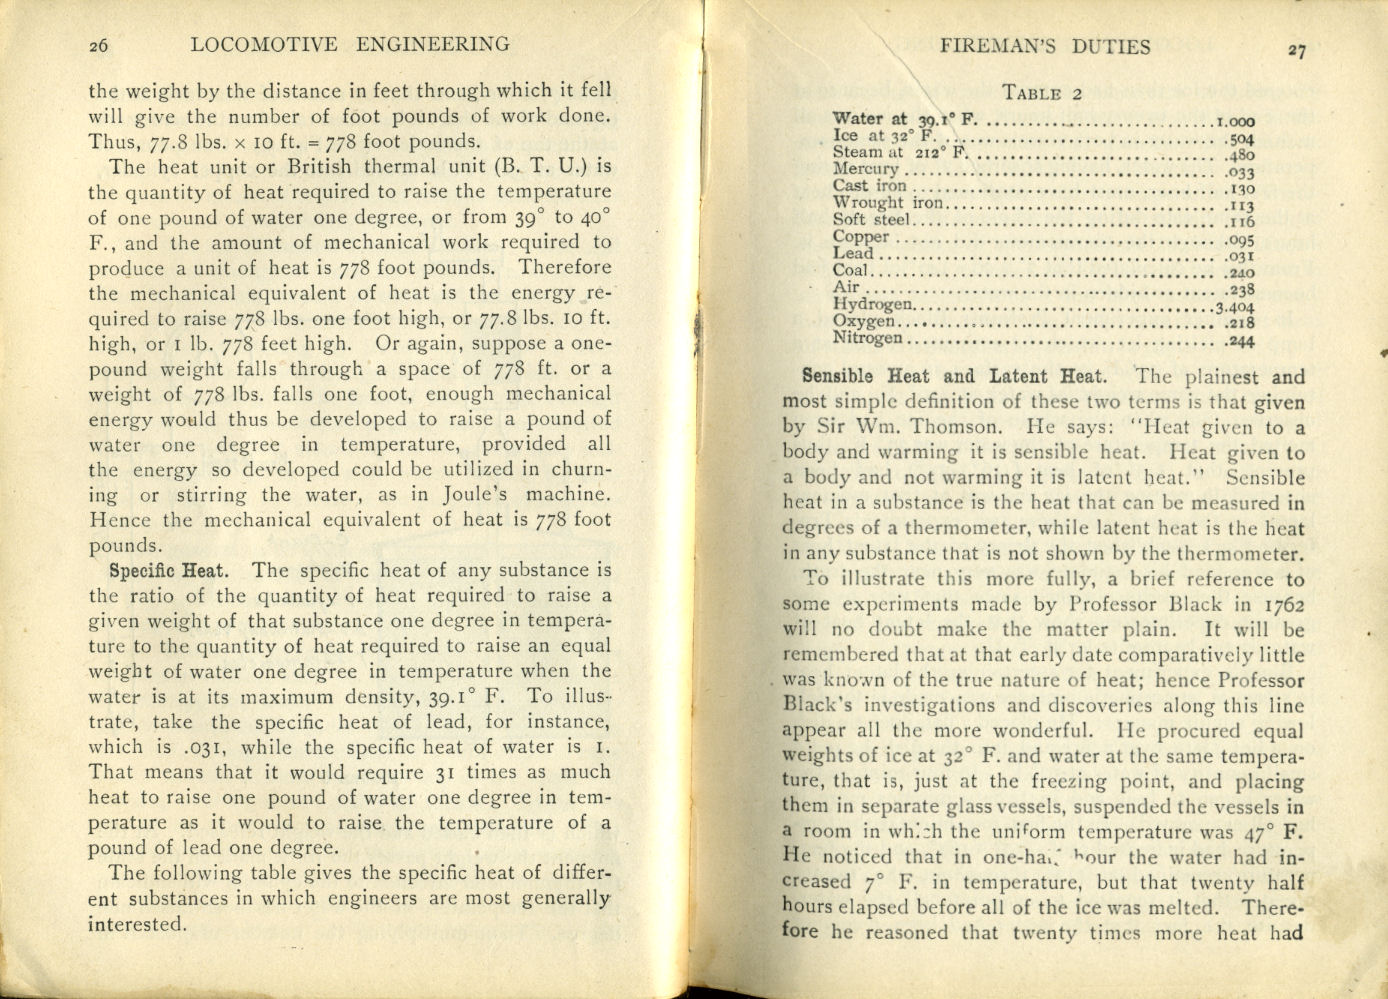 26 LOCOMOTIVE ENGINEERING
the weight by the distance in feet through which it fell
will give the number of foot pounds of work done.
Thus, 77.8 lbs. × 10 ft. = 778 foot pounds.
The heat unit or British thermal unit (B. T. U.) is
the quantity of heat required to raise the temperature
of one pound of water one degree, or from 39° to 40°
F., and the amount of mechanical work required to
produce a unit of heat is 778 foot pounds. Therefore
the mechanical equivalent of heat is the energy re-
quired to raise 778 lbs. one foot high, or 77.8 lbs. 10 ft.
high, or 1 lb. 778 feet high. Or again, suppose a one-
pound weight falls through a space of 778 ft. or a
weight of 778 lbs. falls one foot, enough mechanical
energy would thus be developed to raise a pound of
water one degree in temperature, provided all
the energy so developed could be utilized in churn-
ing or stirring the water, as in Joule's machine.
Hence the mechanical equivalent of heat is 778 foot
pounds.
Specific Heat. The specific heat of any substance is
the ratio of the quantity of heat required to raise a
given weight of that substance one degree in tempera-
ture to the quantity of heat required to raise an equal
weight of water one degree in temperature when the
water is at its maximum density, 39.1° F. To illus-
trate, take the specific heat of lead, for instance,
which is .031, while the specific heat of water is 1.
That means that it would require 31 times as much
heat to raise one pound of water one degree in tem-
perature as it would to raise the temperature of a
pound of lead one degree.
The following table gives the specific heat of differ-
ent substances in which engineers are most generally
interested.
FIREMAN'S DUTIES 27
TABLE 2
Water at 39.1° F. ............................1.000
Ice at 32° F. ................................ .504
Steam at 212° F. ............................. .480
Mercury ...................................... .033
Cast iron .................................... .130
Wrought iron.................................. .113
Soft steel.................................... .116
Copper ....................................... .095
Lead ......................................... .031
Coal.......................................... .240
Air .......................................... .238
Hydrogen......................................3.404
Oxygen........................................ .218
Nitrogen ..................................... .244
Sensible Heat and Latent Heat. The plainest and
most simple definition of these two terms is that given
by Sir Wm. Thomson. He says: "Heat given to a
body and warming it is sensible heat. Heat given to
a body and not warming it is latent heat." Sensible
heat in a substance is the heat that can be measured in
degrees of a thermometer, while latent heat is the heat
in any substance that is not shown by the thermometer.
To illustrate this more fully, a brief reference to
some experiments made by Professor Black in 1762
will no doubt make the matter plain. It will be
remembered that at that early date comparatively little
was known of the true nature of heat; hence Professor
Black's investigations and discoveries along this line
appear all the more wonderful. He procured equal
weights of ice at 32° F. and water at the same tempera-
ture, that is, just at the freezing point, and placing
them in separate glass vessels, suspended the vessels in
a room in which the uniform temperature was 47° F.
He noticed that in one-half hour the water had in-
creased 7° F. in temperature, but that twenty half
hours elapsed before all of the ice was melted. There-
fore he reasoned that twenty times more heat had